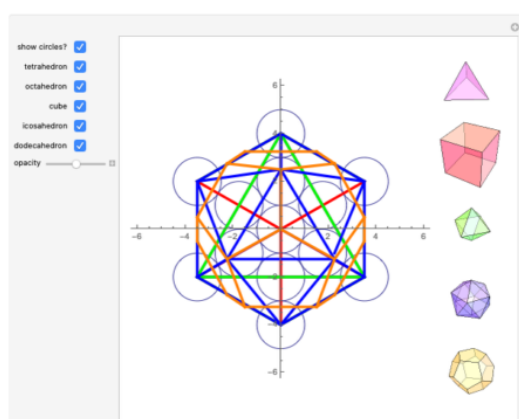 show circles?
tetrahedron
octahedron
cube
icosahedron
dodecahedron
opacity
6
4
-6
-4
-2
2
4
6
-2
-4
-6